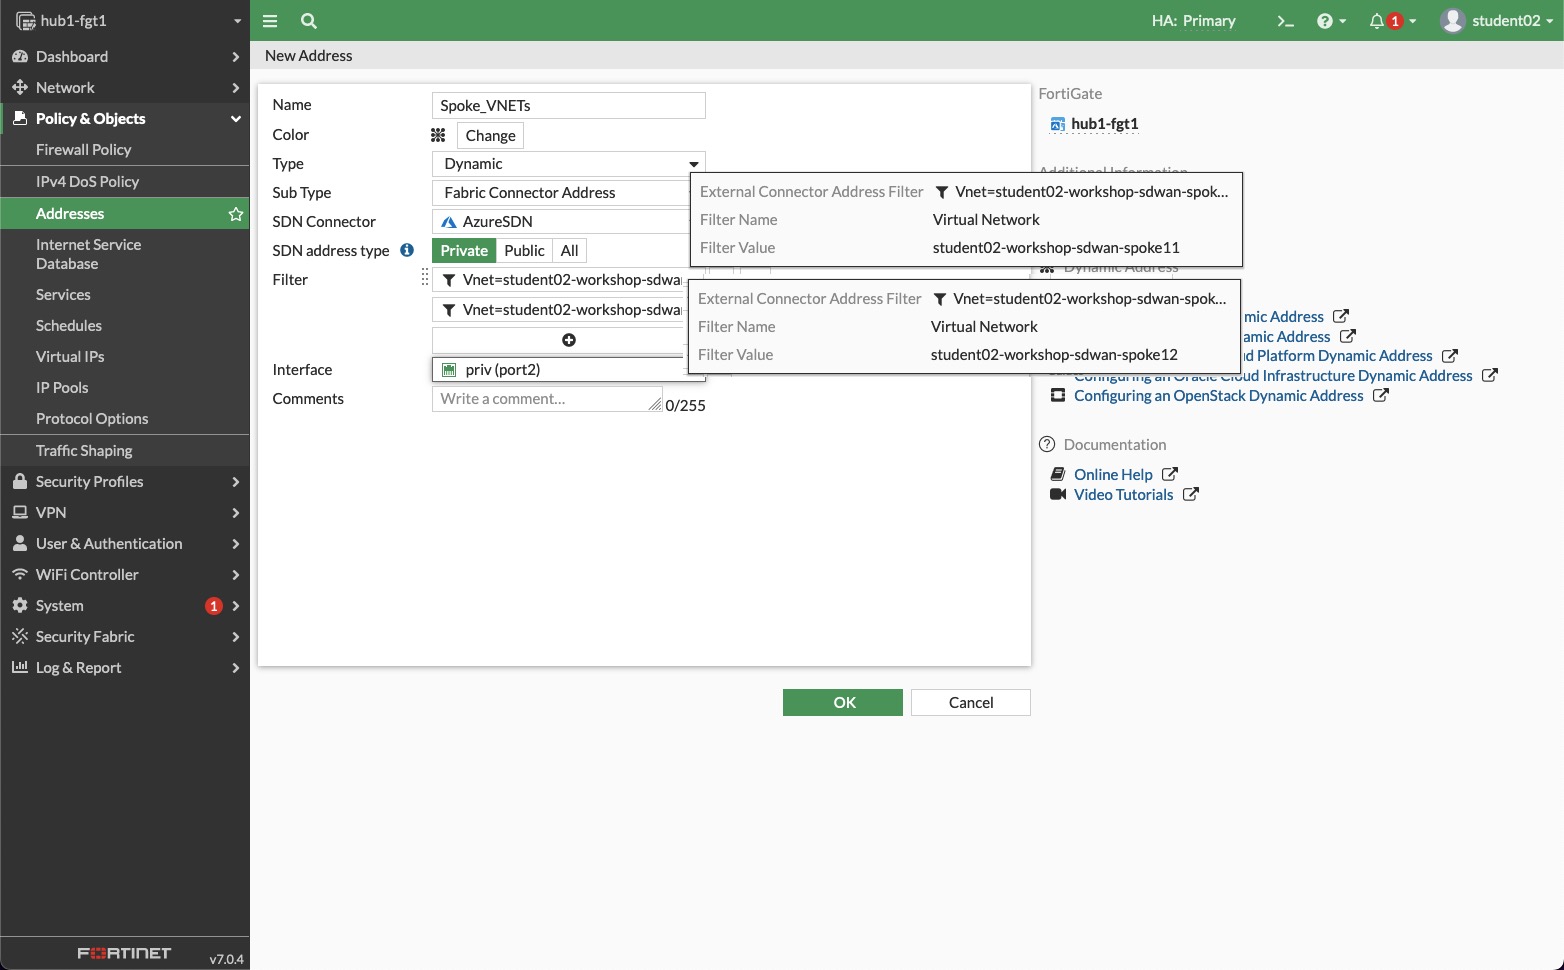 hub1-fgt1
Dashboard
Network
Policy & Objects
Firewall Policy
IPv4 DoS Policy
Addresses
Internet Service
Database
Services
Schedules
Virtual IPs
IP Pools
Protocol Options
Traffic Shaping
Security Profiles
VPN
User & Authentication
WiFi Controller
System 1
Security Fabric
Log & Report
FORTINET v7.0.4
HA: Primary >_ ? 1 student02
New Address
Name Spoke_VNETs
Color Change
Type Dynamic
Sub Type Fabric Connector Address
SDN Connector AzureSDN
SDN address type Private Public All
Filter Vnet=student02-workshop-sdwa
Vnet=student02-workshop-sdwa
Interface priv (port2)
Comments Write a comment... 0/255
External Connector Address Filter Vnet=student02-workshop-sdwan-spok...
Filter Name Virtual Network
Filter Value student02-workshop-sdwan-spoke11
External Connector Address Filter Vnet=student02-workshop-sdwan-spok...
Filter Name Virtual Network
Filter Value student02-workshop-sdwan-spoke12
OK Cancel
FortiGate
hub1-fgt1
Additional Information
Dynamic Address
mic Address
amic Address
d Platform Dynamic Address
Configuring an Oracle Cloud Infrastructure Dynamic Address
Configuring an OpenStack Dynamic Address
Documentation
Online Help
Video Tutorials